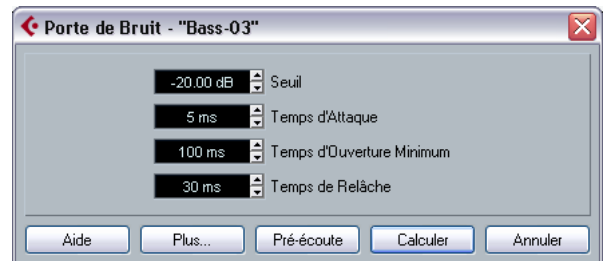 Porte de Bruit - "Bass-03"
-20.00 dB Seuil
5 ms Temps d'Attaque
100 ms Temps d'Ouverture Minimum
30 ms Temps de Relâche
Aide Plus... Pré-écoute Calculer Annuler